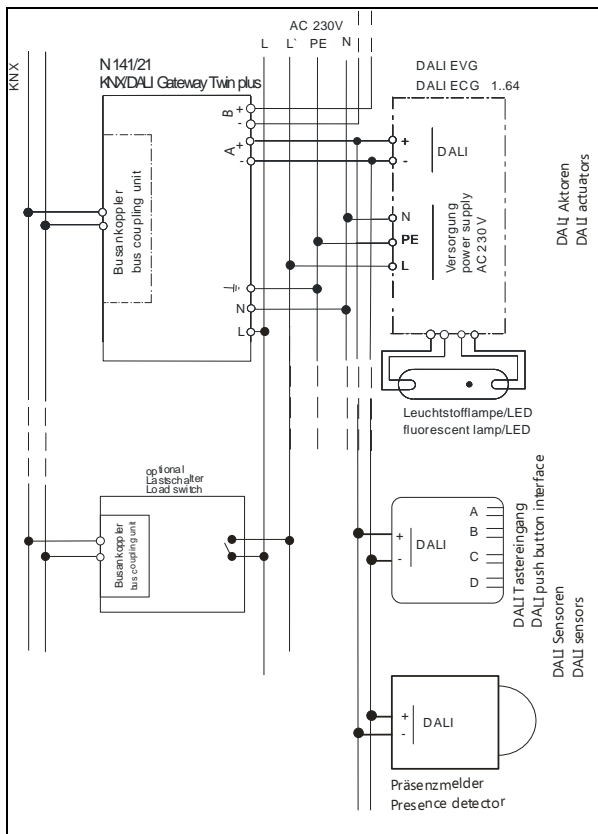 AC 230V
L L` PE N
KNX
N 141/21
KNX/DALI Gateway Twin plus
DALI EVG
DALI ECG 1..64
B
+
-
A
+
-
+
-
DALI
Busankoppler
bus coupling unit
N
PE
L
Versorgung
power supply
AC 230 V
DALI Aktoren
DALI actuators
N
L
Leuchtstofflampe/LED
fluorescent lamp/LED
optional
Lastschalter
Load switch
Busankoppler
bus coupling unit
+
-
DALI
A
B
C
D
DALI Tastereingang
DALI push button interface
DALI Sensoren
DALI sensors
+
-
DALI
Präsenzmelder
Presence detector